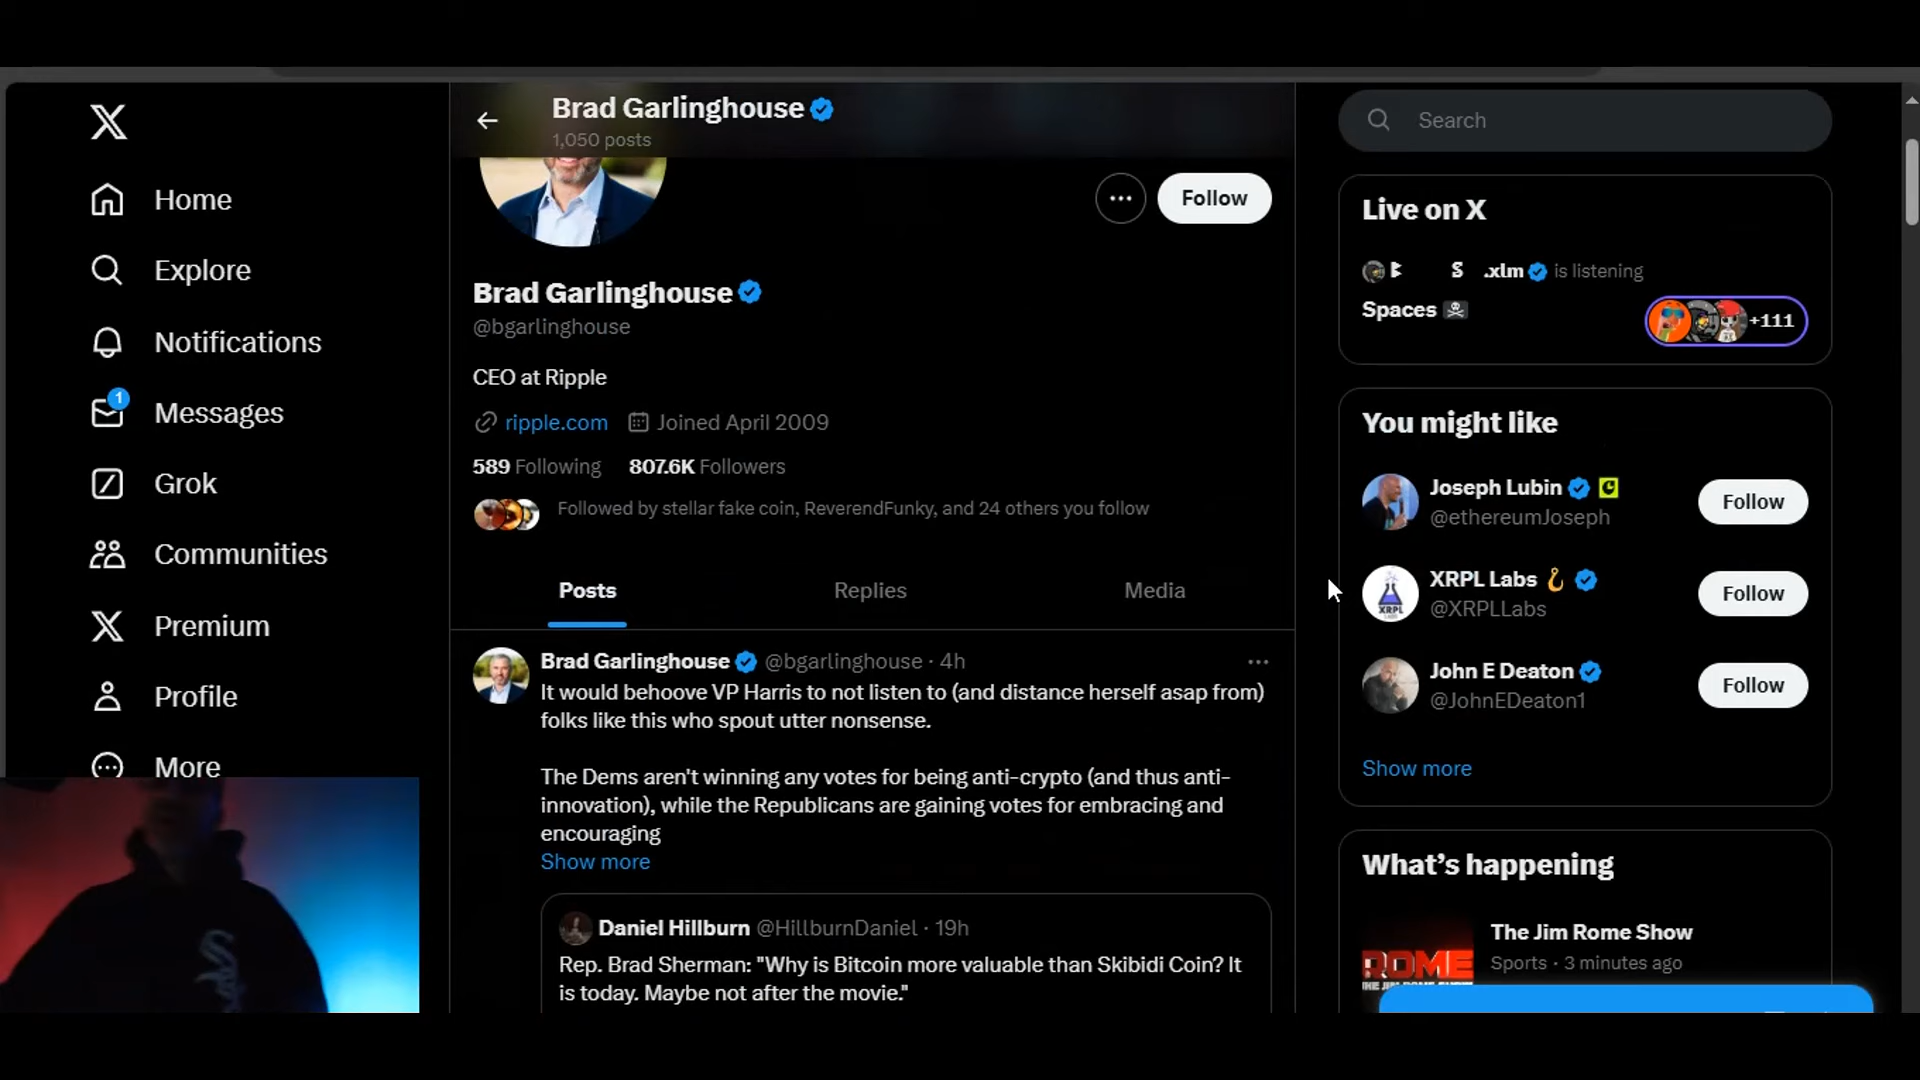 Home
Explore
Notifications
1
Messages
Grok
Communities
Premium
Profile
More
Brad Garlinghouse
1,050 posts
Follow
Brad Garlinghouse
@bgarlinghouse
CEO at Ripple
ripple.com Joined April 2009
589 Following 807.6K Followers
Followed by stellar fake coin, ReverendFunky, and 24 others you follow
Posts Replies Media
Brad Garlinghouse @bgarlinghouse · 4h
It would behoove VP Harris to not listen to (and distance herself asap from)
folks like this who spout utter nonsense.
The Dems aren't winning any votes for being anti-crypto (and thus anti-
innovation), while the Republicans are gaining votes for embracing and
encouraging
Show more
Daniel Hillburn @HillburnDaniel · 19h
Rep. Brad Sherman: "Why is Bitcoin more valuable than Skibidi Coin? It
is today. Maybe not after the movie."
Search
Live on X
.xlm is listening
Spaces
+111
You might like
Joseph Lubin
@ethereumJoseph
Follow
XRPL Labs
@XRPLLabs
Follow
XRPL
John E Deaton
@JohnEDeaton1
Follow
Show more
What's happening
The Jim Rome Show
Sports · 3 minutes ago
ROME
Sox